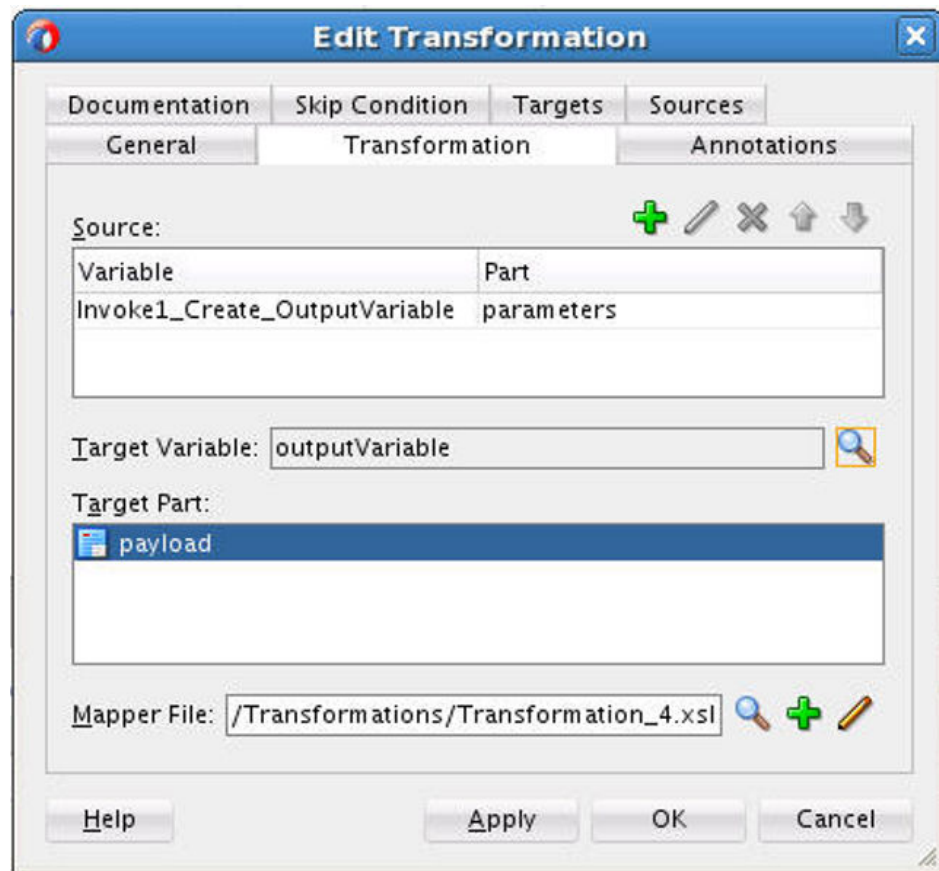 Edit Transformation
Documentation Skip Condition Targets Sources
General Transformation Annotations
Source:
Variable Part
Invoke1_Create_OutputVariable parameters
Target Variable: outputVariable
Target Part:
payload
Mapper File: /Transformations/Transformation_4.xsl
Help Apply OK Cancel